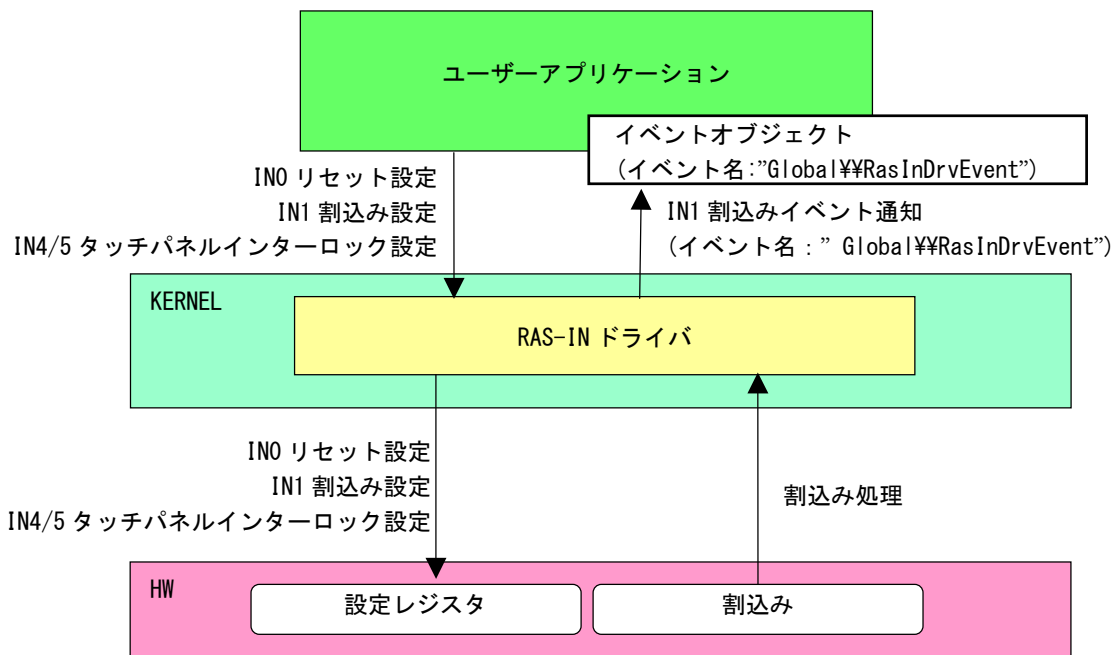 ユーザーアプリケーション
イベントオブジェクト
(イベント名:”Global¥¥RasInDrvEvent”)
IN0 リセット設定
IN1 割込み設定
IN4/5 タッチパネルインターロック設定
IN1 割込みイベント通知
(イベント名：” Global¥¥RasInDrvEvent”)
KERNEL
RAS-IN ドライバ
IN0 リセット設定
IN1 割込み設定
IN4/5 タッチパネルインターロック設定
割込み処理
HW
設定レジスタ
割込み